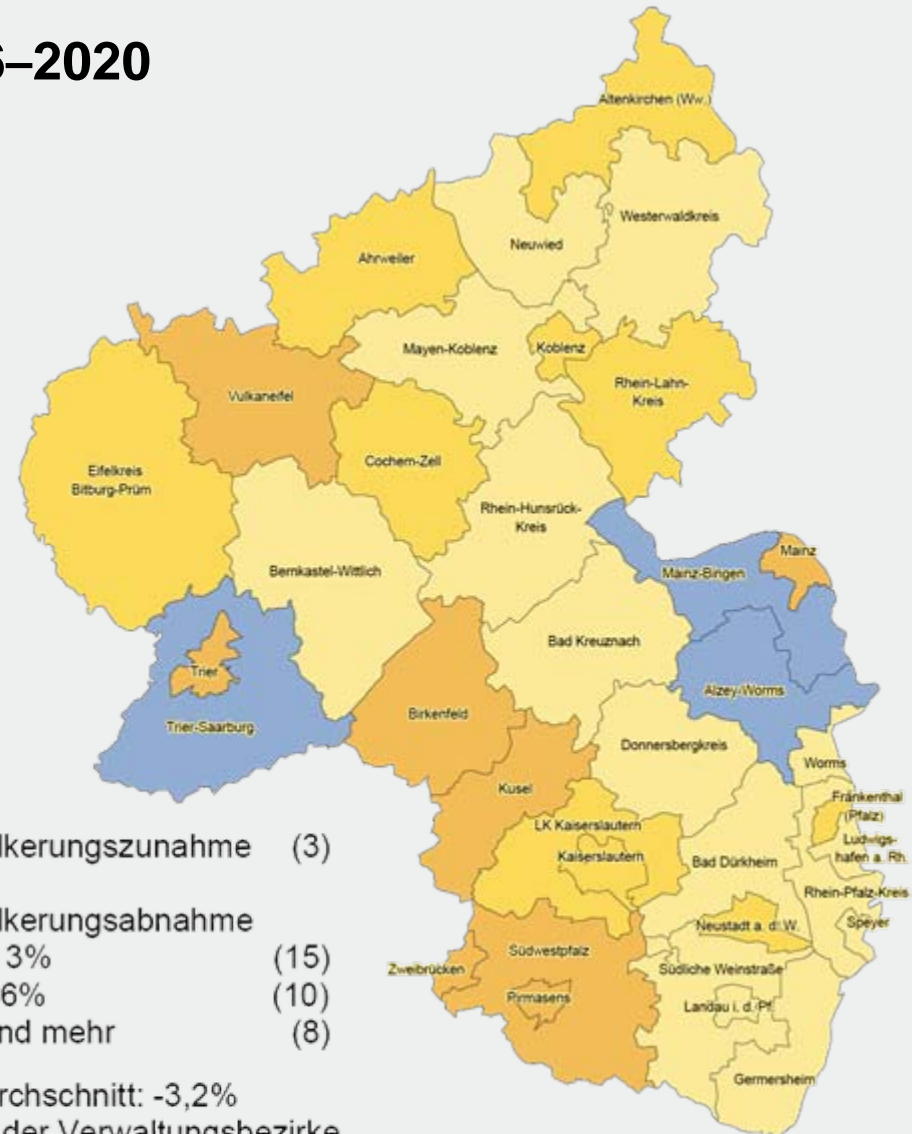 6–2020
Altenkirchen (Ww.)
Westerwaldkreis
Neuwied
Ahrweiler
Mayen-Koblenz
Koblenz
Rhein-Lahn-
Kreis
Vulkaneifel
Cochem-Zell
Eifelkreis
Bitburg-Prüm
Rhein-Hunsrück-
Kreis
Mainz
Mainz-Bingen
Bernkastel-Wittlich
Bad Kreuznach
Trier
Alzey-Worms
Trier-Saarburg
Birkenfeld
Donnersbergkreis
Worms
Kusel
Frankenthal
(Pfalz)
LK Kaiserslautern
Ludwigs-
hafen a. Rh.
Kaiserslautern
Bad Dürkheim
Rhein-Pfalz-Kreis
Neustadt a. d. W.
Speyer
Südwestpfalz
Zweibrücken
Südliche Weinstraße
Pirmasens
Landau i. d. Pf.
Germersheim
lkerungszunahme (3)
lkerungsabnahme
3% (15)
6% (10)
nd mehr (8)
rchschnitt: -3,2%
der Verwaltungsbezirke